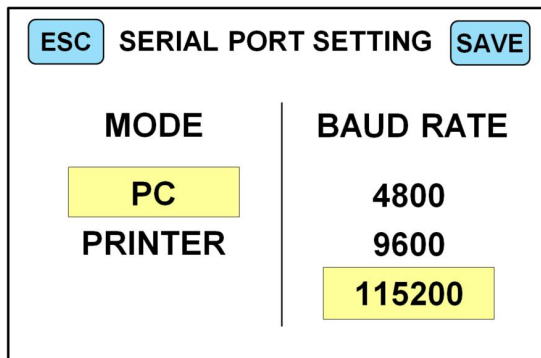 ESC SERIAL PORT SETTING SAVE
MODE
BAUD RATE
PC
4800
PRINTER
9600
115200